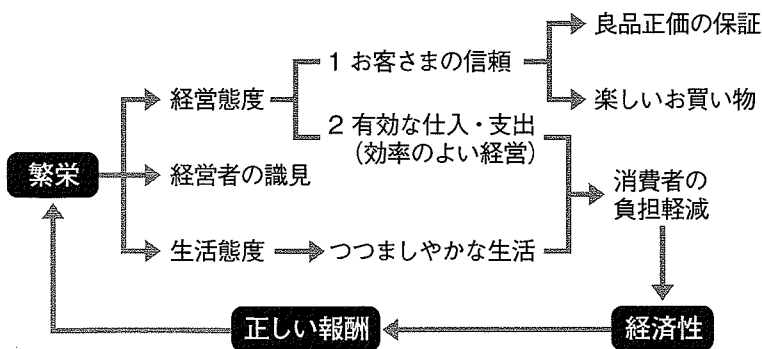 良品正価の保証
1 お客さまの信頼
経営態度
楽しいお買い物
2 有効な仕入・支出
(効率のよい経営)
繁栄
経営者の識見
消費者の
負担軽減
生活態度
つつましやかな生活
正しい報酬
経済性